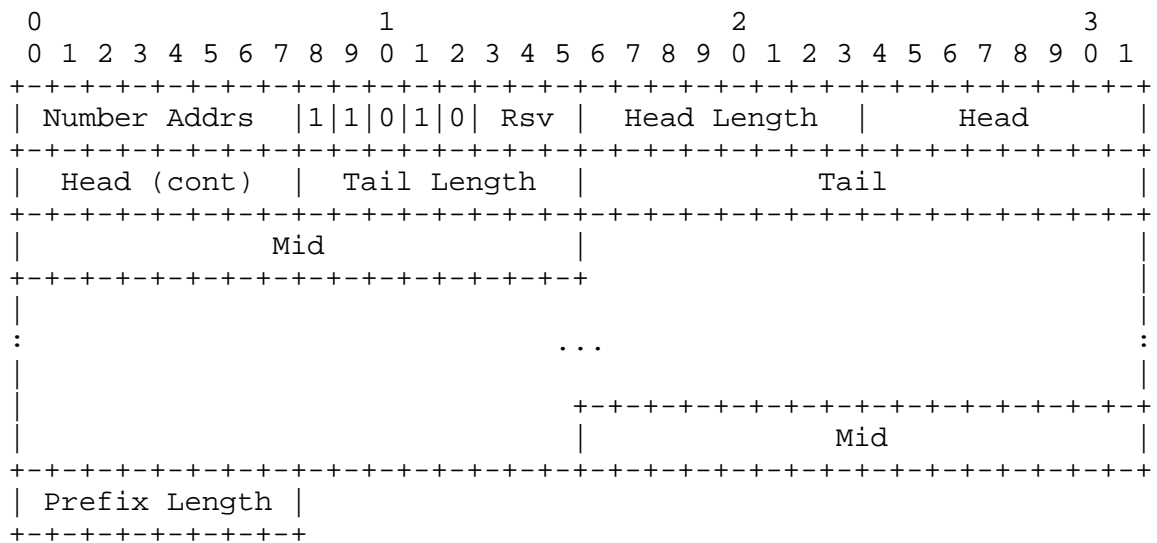 0                   1                   2                   3
 0 1 2 3 4 5 6 7 8 9 0 1 2 3 4 5 6 7 8 9 0 1 2 3 4 5 6 7 8 9 0 1
+-+-+-+-+-+-+-+-+-+-+-+-+-+-+-+-+-+-+-+-+-+-+-+-+-+-+-+-+-+-+-+-+
| Number Addrs  |1|1|0|1|0| Rsv |  Head Length  |     Head      |
+-+-+-+-+-+-+-+-+-+-+-+-+-+-+-+-+-+-+-+-+-+-+-+-+-+-+-+-+-+-+-+-+
|  Head (cont)  |  Tail Length  |             Tail              |
+-+-+-+-+-+-+-+-+-+-+-+-+-+-+-+-+-+-+-+-+-+-+-+-+-+-+-+-+-+-+-+-+
|              Mid              |                               |
+-+-+-+-+-+-+-+-+-+-+-+-+-+-+-+-+                               |
|                                                               |
:                              ...                              :
|                                                               |
|                               +-+-+-+-+-+-+-+-+-+-+-+-+-+-+-+-+
|                               |              Mid              |
+-+-+-+-+-+-+-+-+-+-+-+-+-+-+-+-+-+-+-+-+-+-+-+-+-+-+-+-+-+-+-+-+
| Prefix Length |
+-+-+-+-+-+-+-+-+